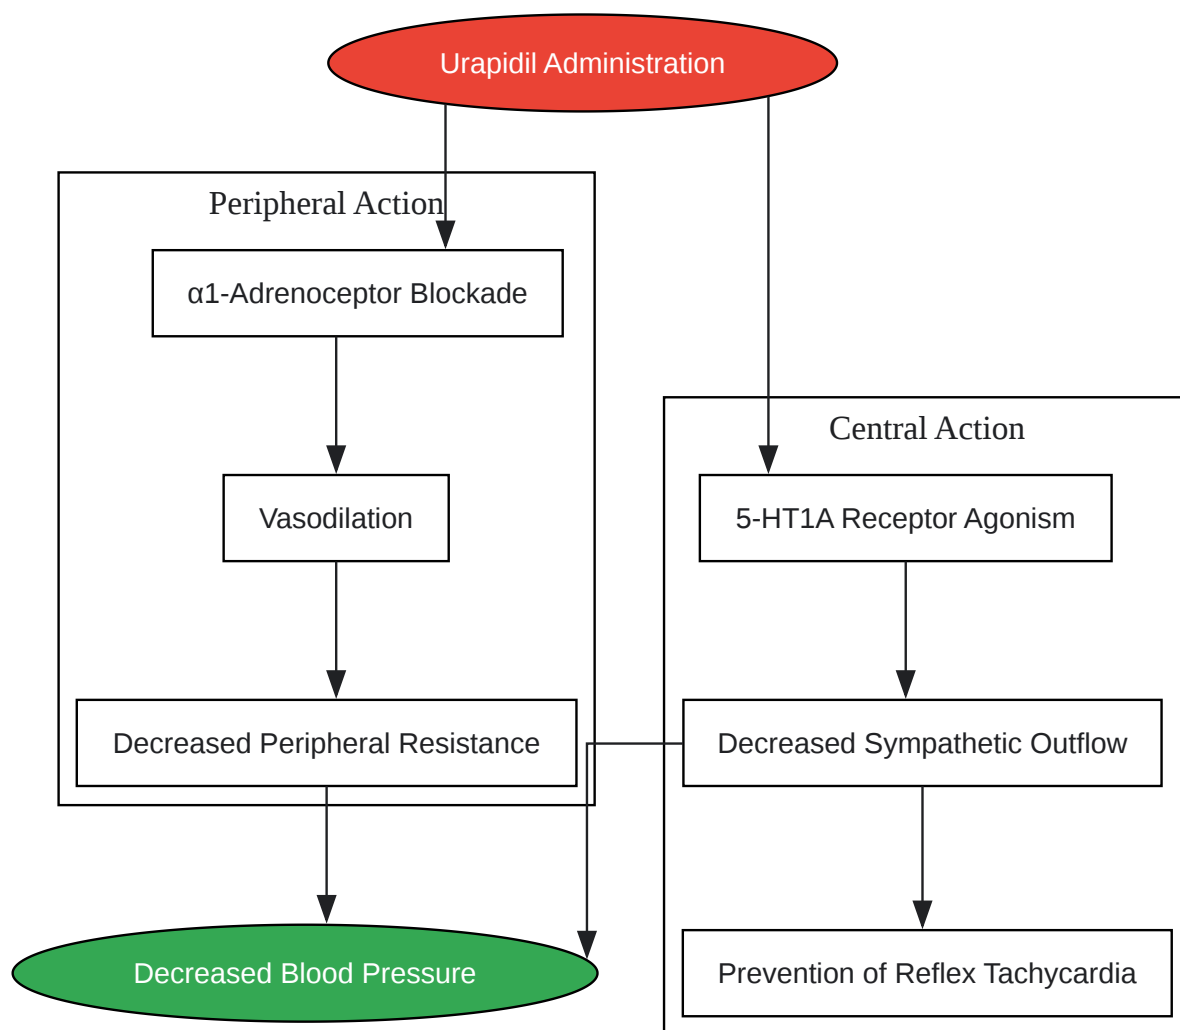 Urapidil Administration
Peripheral Action
α1-Adrenoceptor Blockade
Vasodilation
Decreased Peripheral Resistance
Central Action
5-HT1A Receptor Agonism
Decreased Sympathetic Outflow
Prevention of Reflex Tachycardia
Decreased Blood Pressure